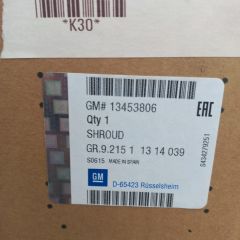 *K30*
GM# 13453806
Qty 1
SHROUD
GR.9.215 1 13 14 039
S0615 MADE IN SPAIN
GM
D-65423 Rüsselsheim
EAC
8434279251